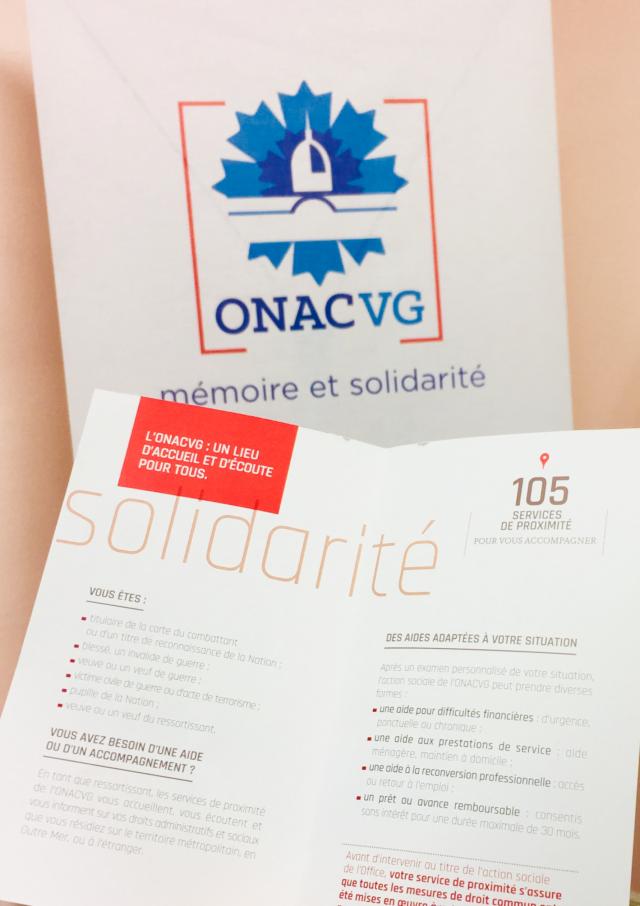 ONACVG
mémoire et solidarité
L'ONACVG : UN LIEU
D'ACCUEIL ET D'ÉCOUTE
POUR TOUS.
solidarité
VOUS ÊTES :
titulaire de la carte du combattant
ou d'un titre de reconnaissance de la Nation ;
blessé, un invalide de guerre ;
veuve ou un veuf de guerre ;
victime civile de guerre ou d'acte de terrorisme ;
pupille de la Nation ;
veuve ou un veuf du ressortissant.
VOUS AVEZ BESOIN D'UNE AIDE
OU D'UN ACCOMPAGNEMENT ?
En tant que ressortissant, les services de proximité
de l'ONACVG vous accueillent, vous écoutent et
vous informent sur vos droits administratifs et sociaux
que vous résidiez sur le territoire métropolitain, en
Outre Mer, ou à l'étranger.
105
SERVICES
DE PROXIMITÉ
POUR VOUS ACCOMPAGNER
DES AIDES ADAPTÉES À VOTRE SITUATION
Après un examen personnalisé de votre situation,
l'action sociale de l'ONACVG peut prendre diverses
formes :
une aide pour difficultés financières : d'urgence,
ponctuelle ou chronique ;
une aide aux prestations de service : aide
ménagère, maintien à domicile ;
une aide à la reconversion professionnelle : accès
ou retour à l'emploi ;
un prêt ou avance remboursable : consentis
sans intérêt pour une durée maximale de 30 mois.
Avant d'intervenir au titre de l'action sociale
de l'Office, votre service de proximité s'assure
que toutes les mesures de droit commun
été mises en œuvre